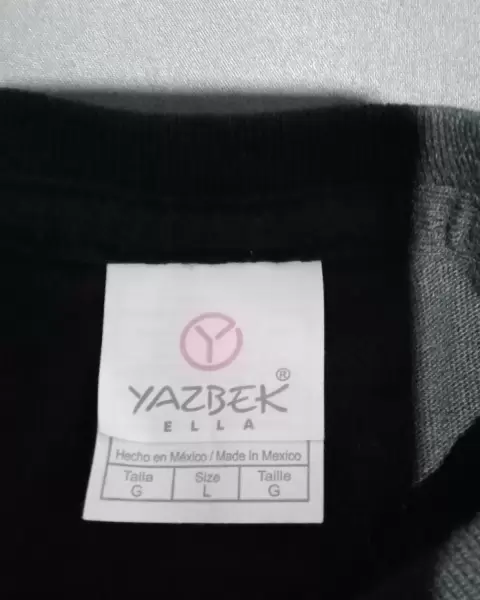 Y
YAZBEK®
ELLA
Hecho en México / Made in Mexico
Talla Size Taille
G L G